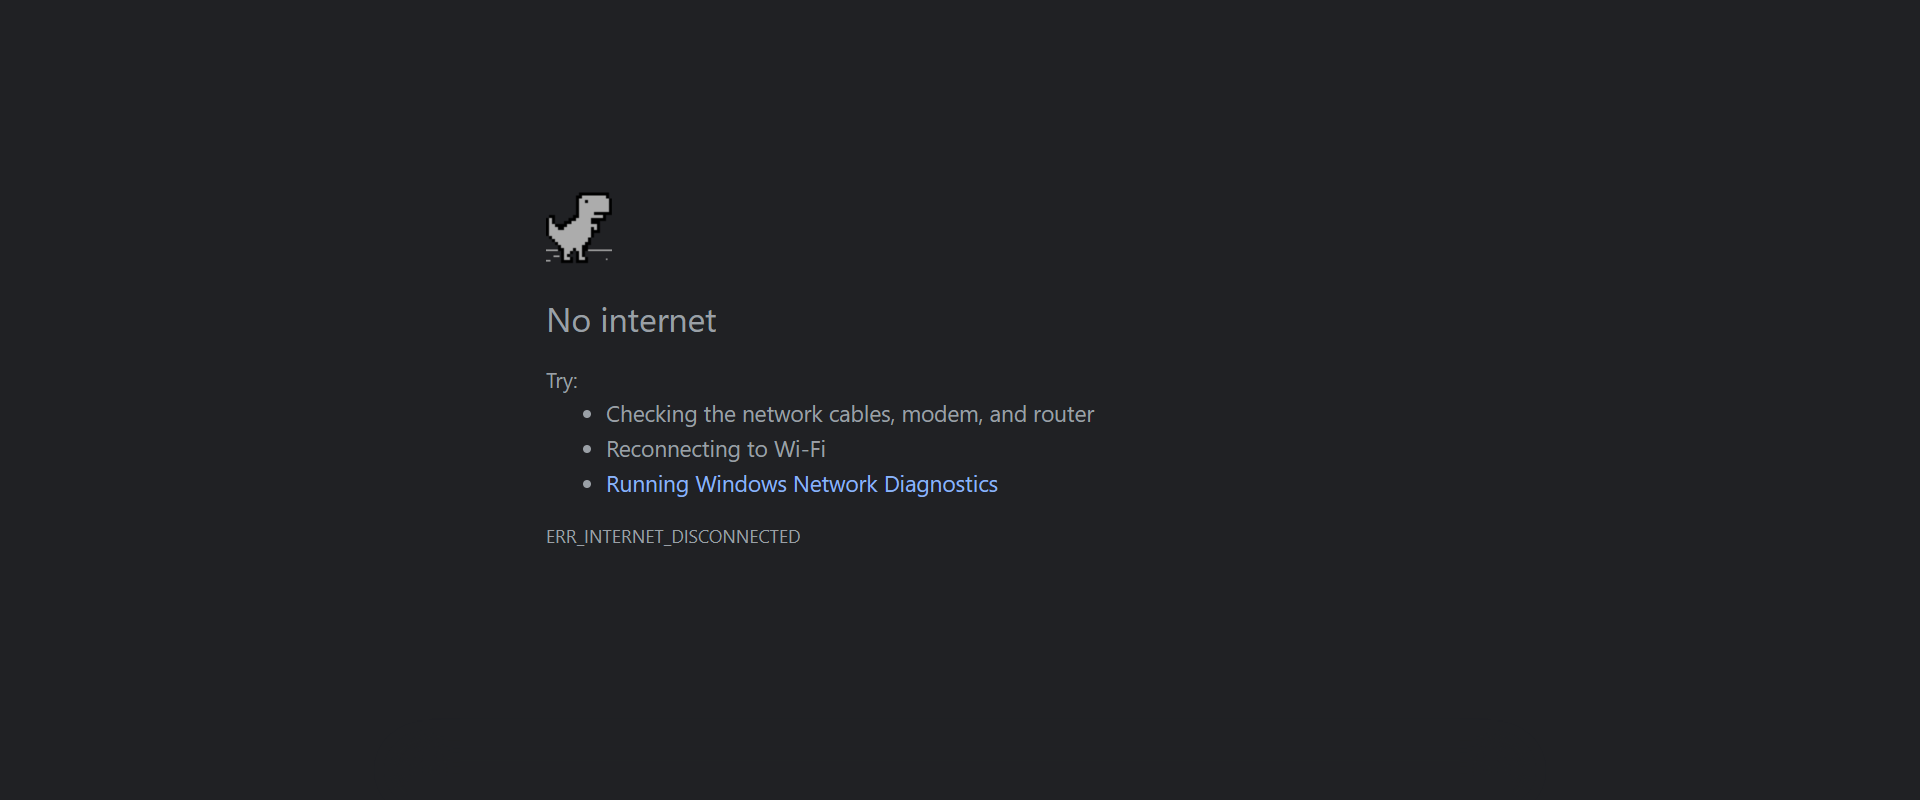 No internet
Try:
Checking the network cables, modem, and router
Reconnecting to Wi-Fi
Running Windows Network Diagnostics
ERR_INTERNET_DISCONNECTED